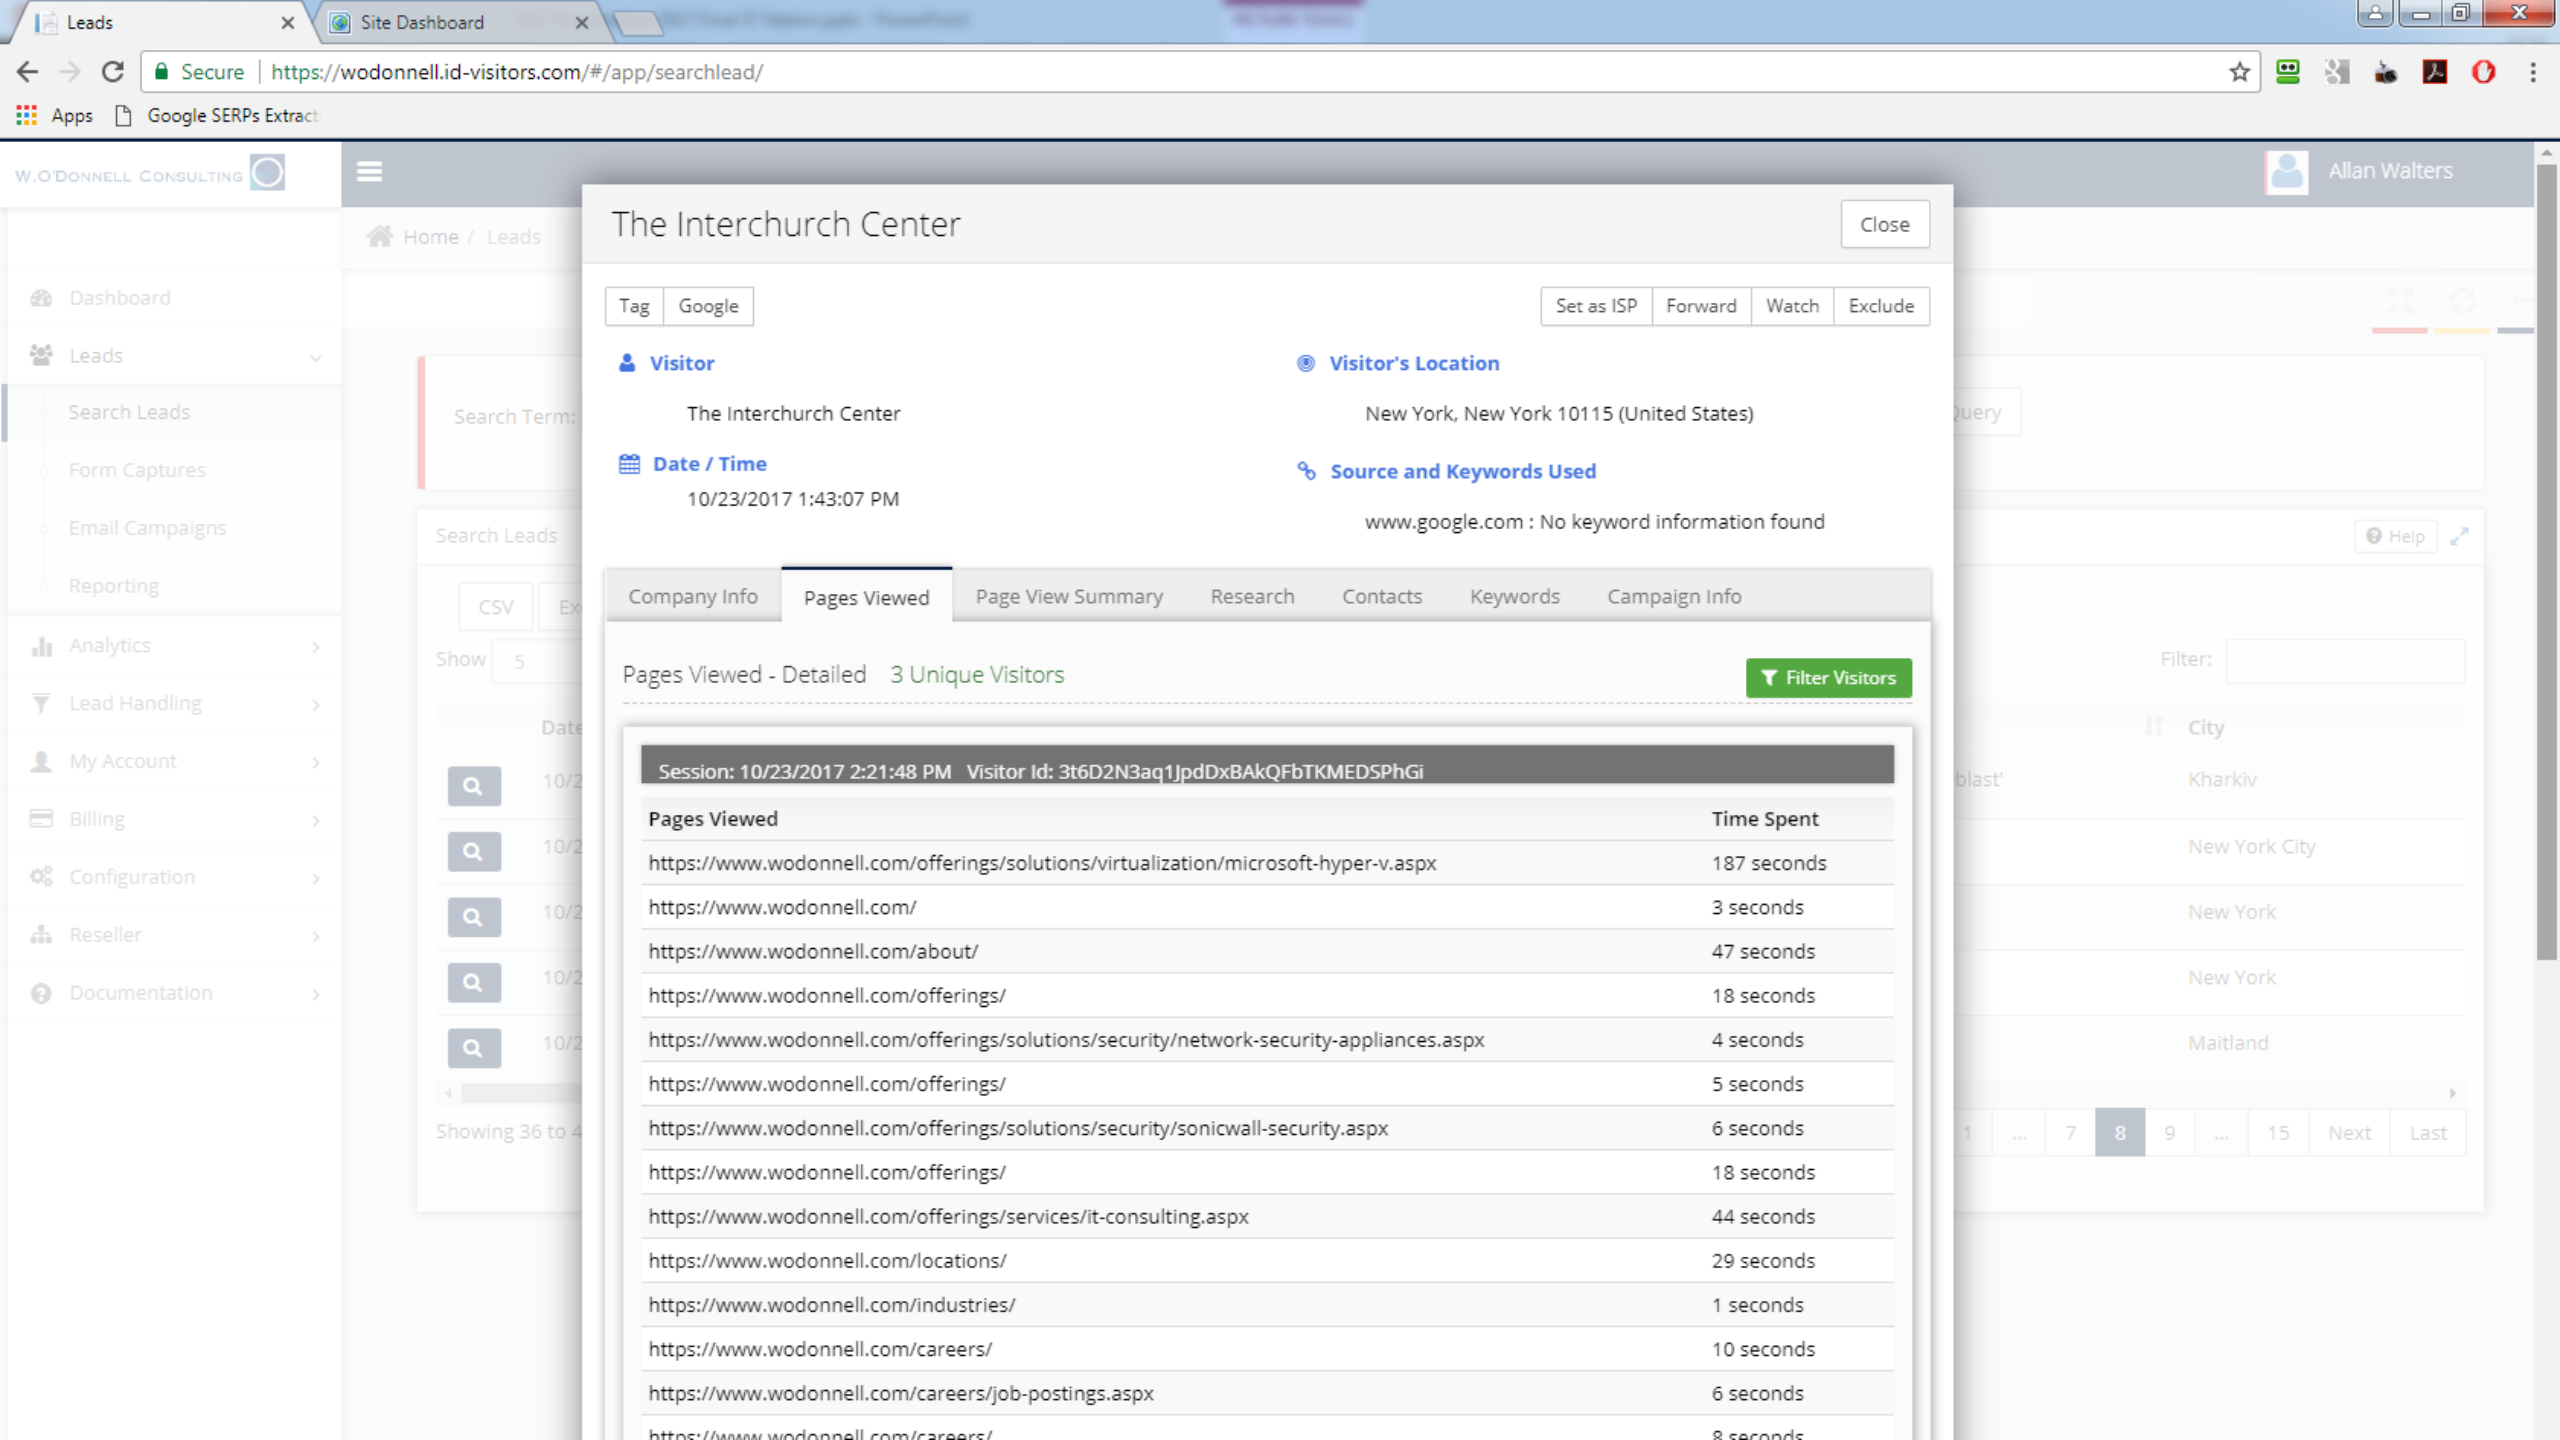 Leads
Site Dashboard
Secure https://wodonnell.id-visitors.com/#/app/searchlead/
Apps Google SERPs Extract
W.O'DONNELL CONSULTING
Allan Walters
Home / Leads
Dashboard
Leads
Search Leads
Form Captures
Email Campaigns
Reporting
Analytics
Lead Handling
My Account
Billing
Configuration
Reseller
Documentation
Search Term:
Search Leads
Help
CSV
Show 5
Filter:
City
Kharkiv
New York City
New York
New York
Maitland
Showing 36 to 4
1 ... 7 8 9 ... 15 Next Last
The Interchurch Center Close
Tag Google Set as ISP Forward Watch Exclude
Visitor Visitor's Location
The Interchurch Center New York, New York 10115 (United States)
Date / Time Source and Keywords Used
10/23/2017 1:43:07 PM
www.google.com : No keyword information found
Company Info Pages Viewed Page View Summary Research Contacts Keywords Campaign Info
Pages Viewed - Detailed 3 Unique Visitors Filter Visitors
Session: 10/23/2017 2:21:48 PM Visitor Id: 3t6D2N3aq1JpdDxBAkQFbTKMEDSPhGi
Pages Viewed Time Spent
https://www.wodonnell.com/offerings/solutions/virtualization/microsoft-hyper-v.aspx 187 seconds
https://www.wodonnell.com/ 3 seconds
https://www.wodonnell.com/about/ 47 seconds
https://www.wodonnell.com/offerings/ 18 seconds
https://www.wodonnell.com/offerings/solutions/security/network-security-appliances.aspx 4 seconds
https://www.wodonnell.com/offerings/ 5 seconds
https://www.wodonnell.com/offerings/solutions/security/sonicwall-security.aspx 6 seconds
https://www.wodonnell.com/offerings/ 18 seconds
https://www.wodonnell.com/offerings/services/it-consulting.aspx 44 seconds
https://www.wodonnell.com/locations/ 29 seconds
https://www.wodonnell.com/industries/ 1 seconds
https://www.wodonnell.com/careers/ 10 seconds
https://www.wodonnell.com/careers/job-postings.aspx 6 seconds
https://www.wodonnell.com/careers/ 8 seconds